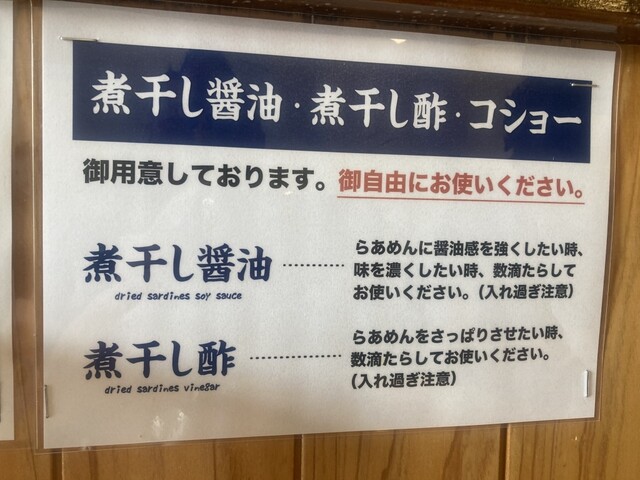 煮干し醤油・煮干し酢・コショー
御用意しております。御自由にお使いください。
煮干し醤油
dried sardines soy sauce
らあめんに醤油感を強くしたい時、
味を濃くしたい時、数滴たらして
お使いください。（入れ過ぎ注意）
煮干し酢
dried sardines vinegar
らあめんをさっぱりさせたい時、
数滴たらしてお使いください。
（入れ過ぎ注意）